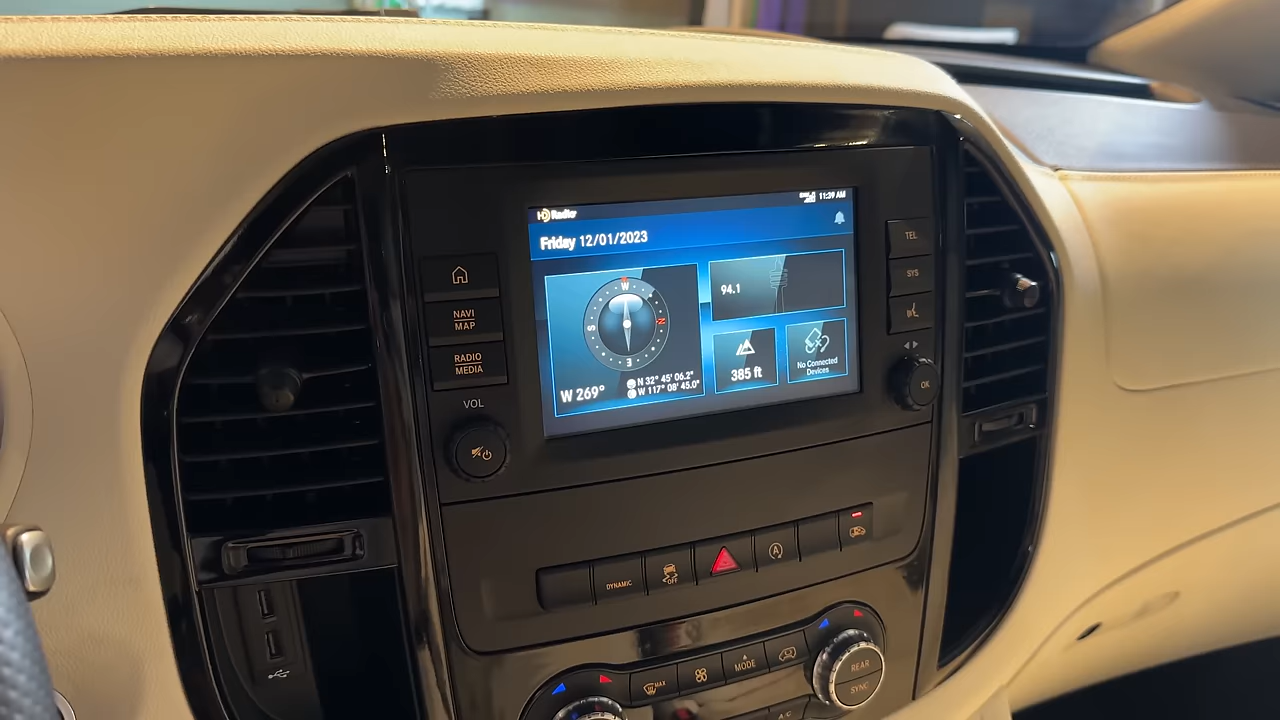 HD Radio
11:39 AM
Friday 12/01/2023
W
N
S
E
W 269°
N 32° 45' 06.2"
W 117° 08' 45.0"
94.1
385 ft
No Connected
Devices
NAVI
MAP
RADIO
MEDIA
VOL
TEL
SYS
OK
DYNAMIC
OFF
A
MAX
MODE
A/C
REAR
SYNC